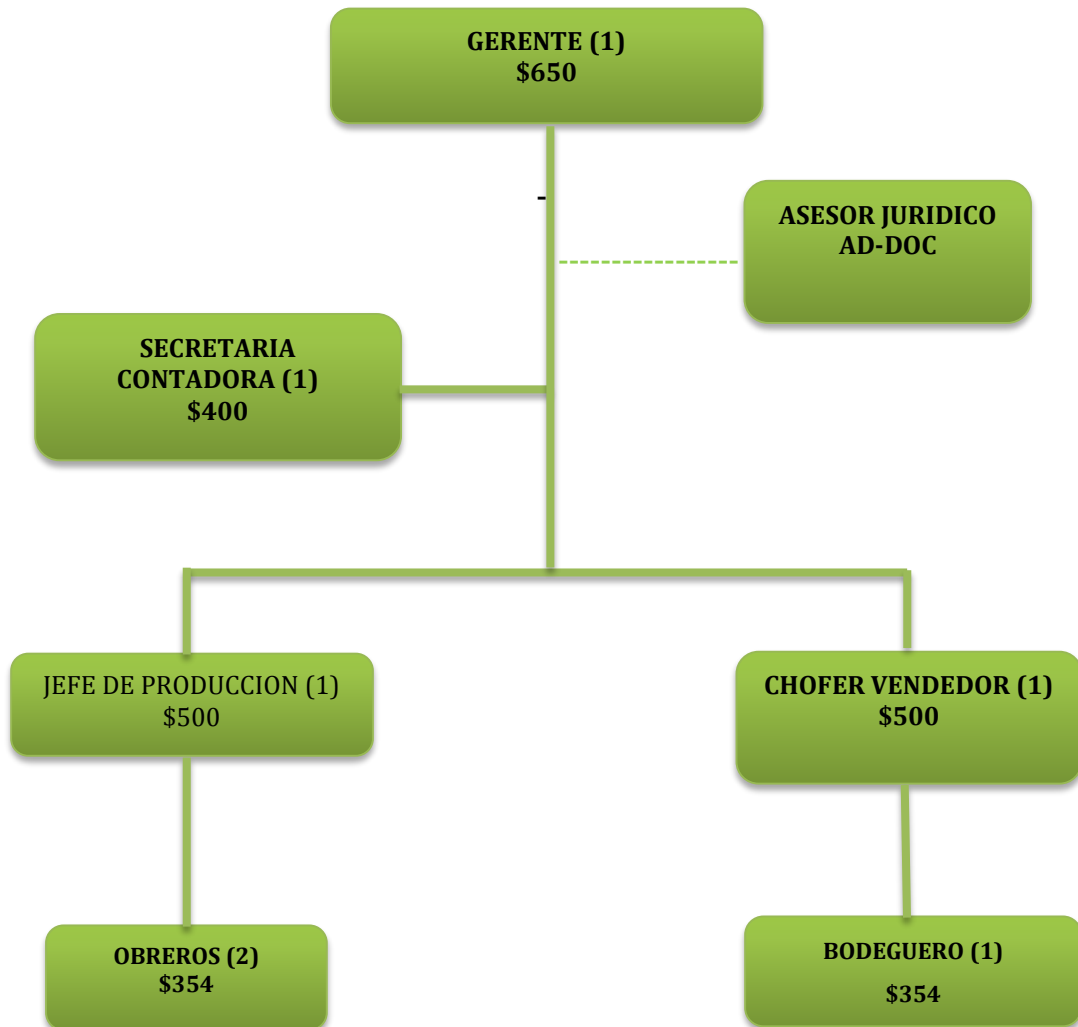 GERENTE (1)
$650
-
ASESOR JURIDICO
AD-DOC
SECRETARIA
CONTADORA (1)
$400
JEFE DE PRODUCCION (1)
$500
CHOFER VENDEDOR (1)
$500
OBREROS (2)
$354
BODEGUERO (1)
$354